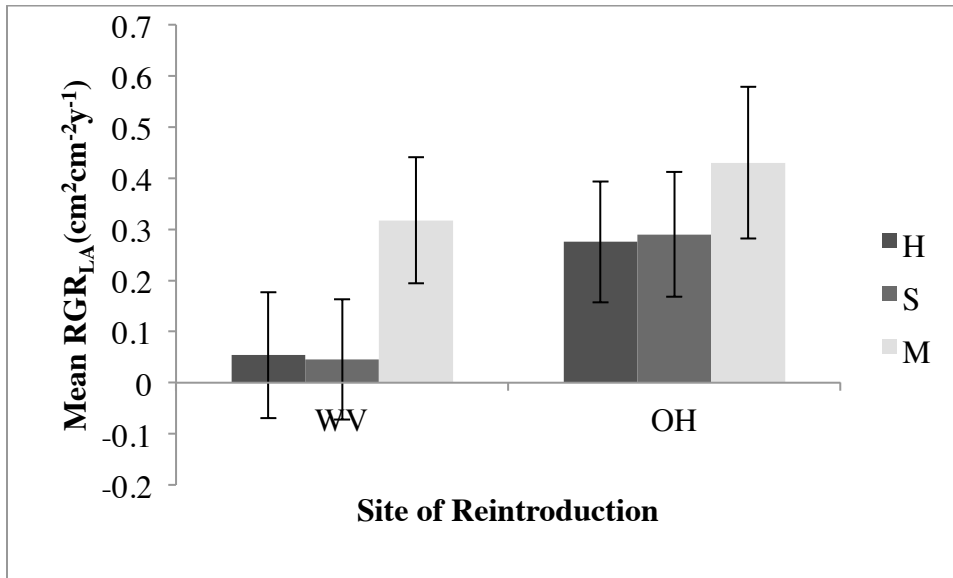 Mean RGR_LA(cm²cm⁻²y⁻¹)
0.7
0.6
0.5
0.4
0.3
0.2
0.1
0
-0.1
-0.2
WV
OH
Site of Reintroduction
H
S
M